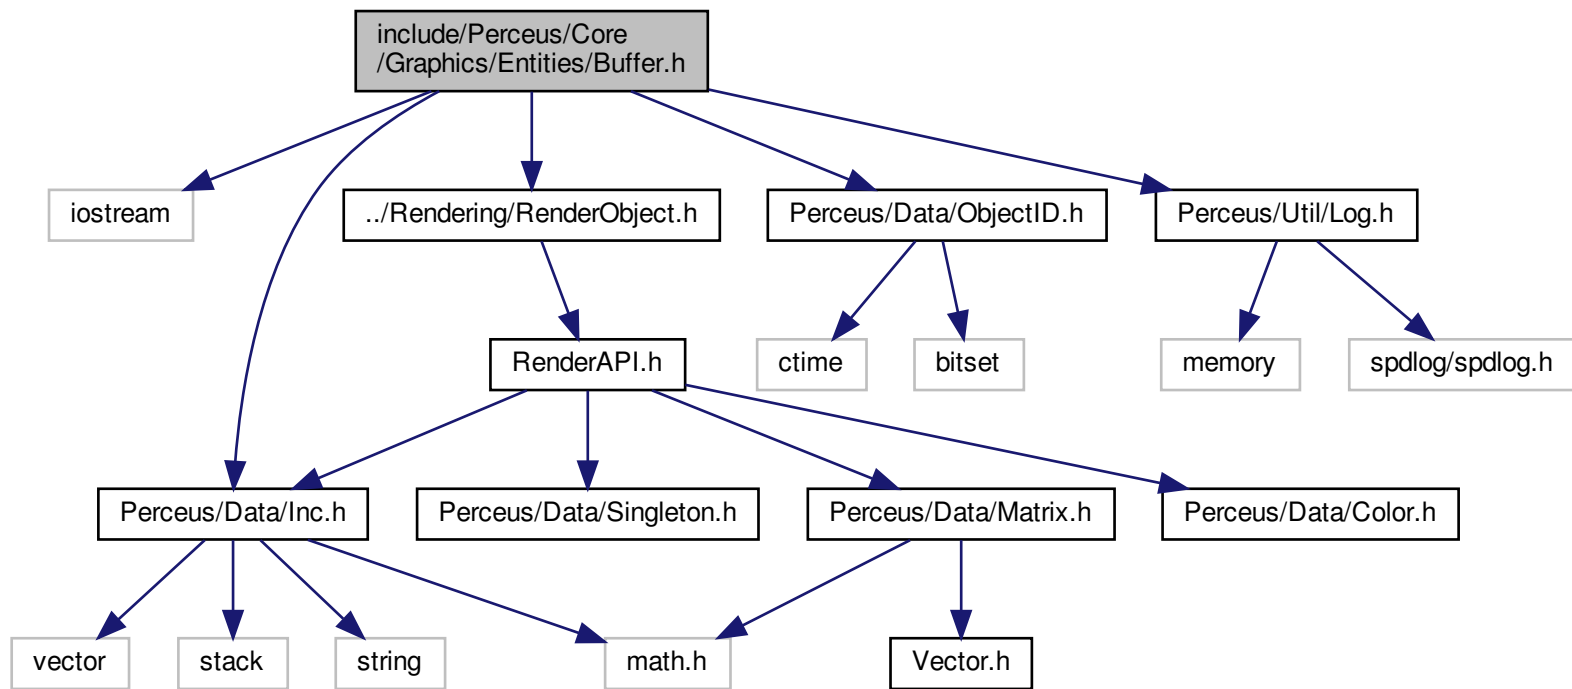 include/Perceus/Core
/Graphics/Entities/Buffer.h
iostream
../Rendering/RenderObject.h
Perceus/Data/ObjectID.h
Perceus/Util/Log.h
RenderAPI.h
ctime
bitset
memory
spdlog/spdlog.h
Perceus/Data/Inc.h
Perceus/Data/Singleton.h
Perceus/Data/Matrix.h
Perceus/Data/Color.h
vector
stack
string
math.h
Vector.h